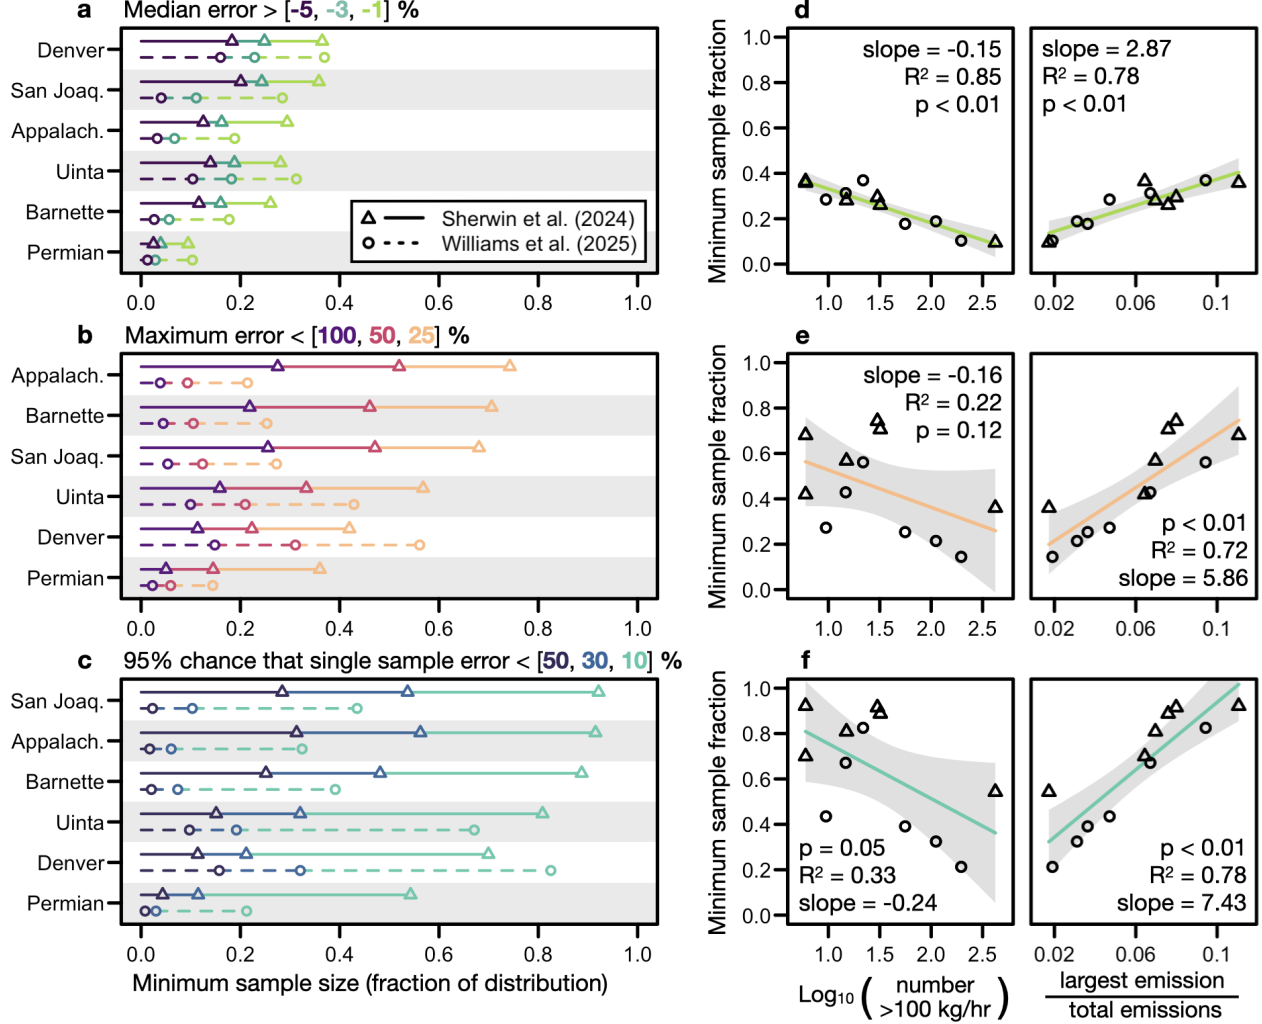 a Median error > [-5, -3, -1] %
Denver
San Joaq.
Appalach.
Uinta
Barnette
Permian
Sherwin et al. (2024)
Williams et al. (2025)
0.0 0.2 0.4 0.6 0.8 1.0
b Maximum error < [100, 50, 25] %
Appalach.
Barnette
San Joaq.
Uinta
Denver
Permian
0.0 0.2 0.4 0.6 0.8 1.0
c 95% chance that single sample error < [50, 30, 10] %
San Joaq.
Appalach.
Barnette
Uinta
Denver
Permian
0.0 0.2 0.4 0.6 0.8 1.0
Minimum sample size (fraction of distribution)
d
Minimum sample fraction
1.0
0.8
0.6
0.4
0.2
0.0
slope = -0.15
R² = 0.85
p < 0.01
1.0 1.5 2.0 2.5
slope = 2.87
R² = 0.78
p < 0.01
0.02 0.06 0.1
e
Minimum sample fraction
1.0
0.8
0.6
0.4
0.2
0.0
slope = -0.16
R² = 0.22
p = 0.12
1.0 1.5 2.0 2.5
p < 0.01
R² = 0.72
slope = 5.86
0.02 0.06 0.1
f
Minimum sample fraction
1.0
0.8
0.6
0.4
0.2
0.0
p = 0.05
R² = 0.33
slope = -0.24
1.0 1.5 2.0 2.5
Log₁₀ ( number
>100 kg/hr )
p < 0.01
R² = 0.78
slope = 7.43
0.02 0.06 0.1
largest emission
total emissions